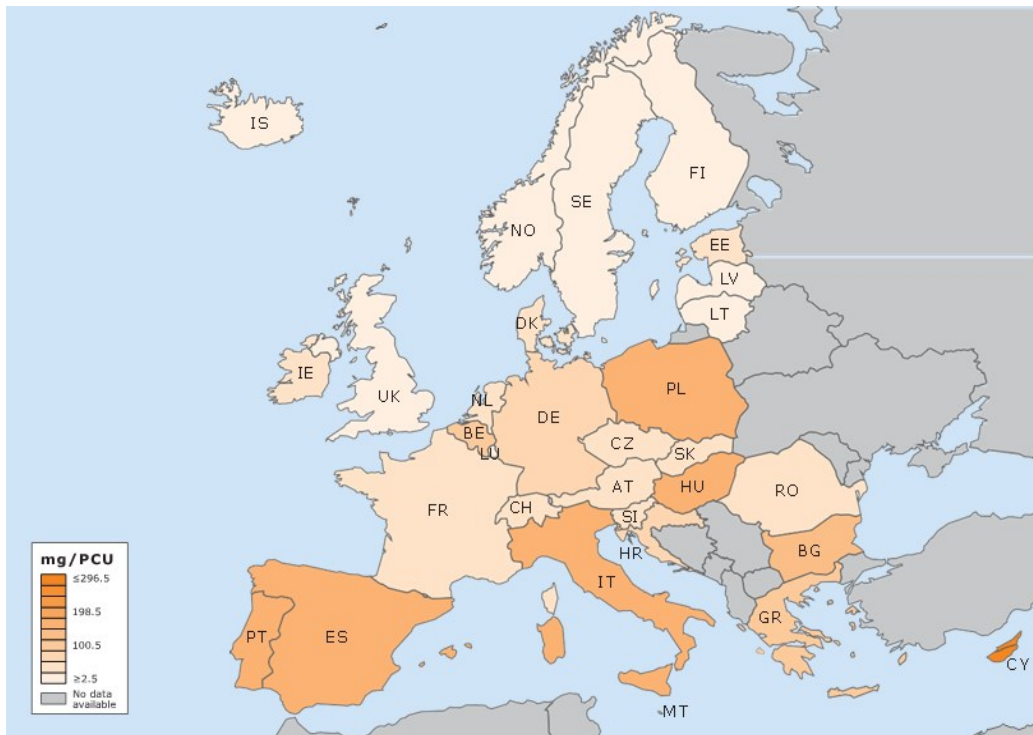 IS
FI
SE
NO
EE
LV
LT
DK
IE
UK
NL
BE
LU
DE
PL
CZ
SK
FR
CH
AT
HU
RO
SI
HR
IT
BG
PT
ES
GR
MT
CY
mg/PCU
≤296.5
198.5
100.5
≥2.5
No data
available